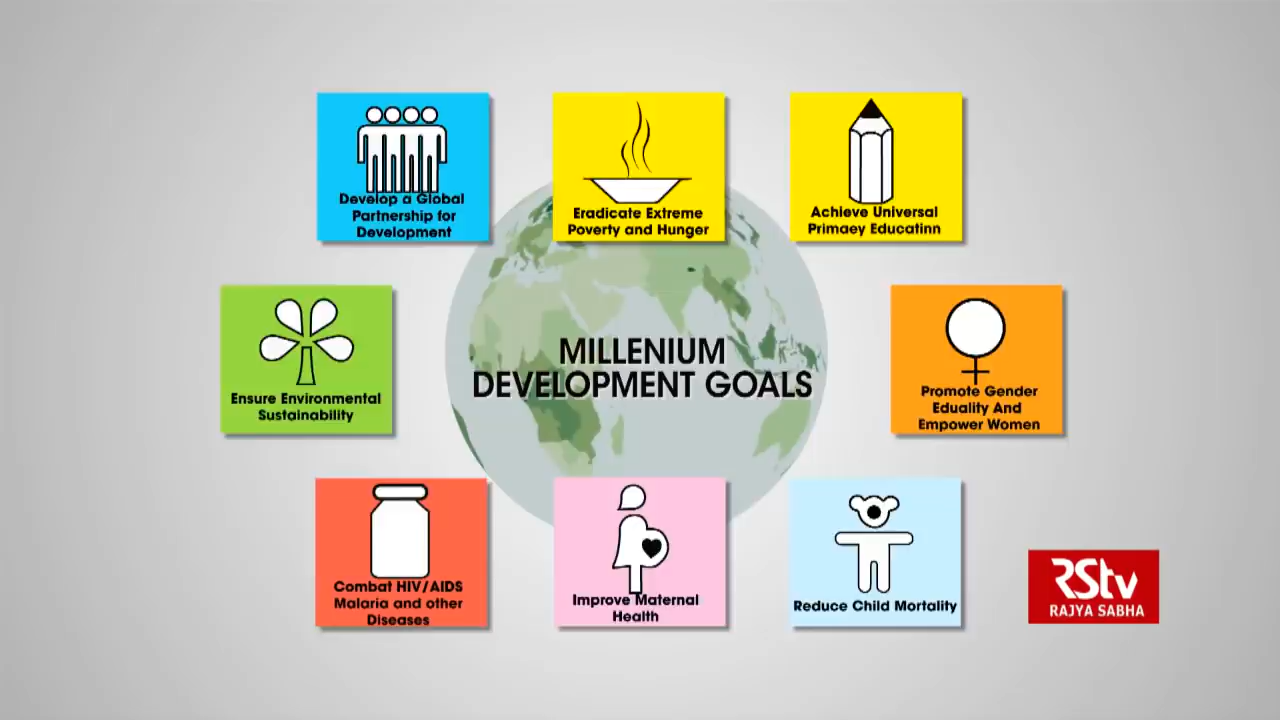 Develop a Global
Partnership for
Development
Eradicate Extreme
Poverty and Hunger
Achieve Universal
Primaey Educatinn
Ensure Environmental
Sustainability
MILLENIUM
DEVELOPMENT GOALS
Promote Gender
Eduality And
Empower Women
Combat HIV/AIDS
Malaria and other
Diseases
Improve Maternal
Health
Reduce Child Mortality
RStv
RAJYA SABHA